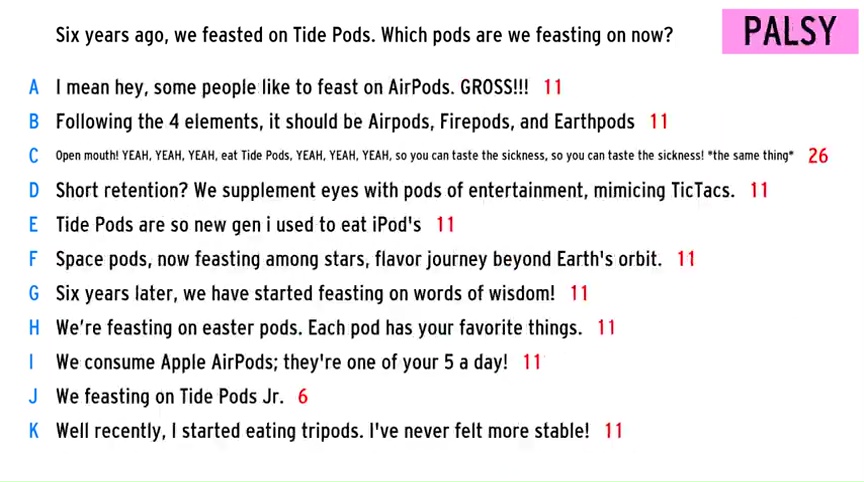 PALSY
Six years ago, we feasted on Tide Pods. Which pods are we feasting on now?
A I mean hey, some people like to feast on AirPods. GROSS!!! 11
B Following the 4 elements, it should be Airpods, Firepods, and Earthpods 11
C Open mouth! YEAH, YEAH, YEAH, eat Tide Pods, YEAH, YEAH, YEAH, so you can taste the sickness, so you can taste the sickness! *the same thing* 26
D Short retention? We supplement eyes with pods of entertainment, mimicing TicTacs. 11
E Tide Pods are so new gen i used to eat iPod's 11
F Space pods, now feasting among stars, flavor journey beyond Earth's orbit. 11
G Six years later, we have started feasting on words of wisdom! 11
H We're feasting on easter pods. Each pod has your favorite things. 11
I We consume Apple AirPods; they're one of your 5 a day! 11
J We feasting on Tide Pods Jr. 6
K Well recently, I started eating tripods. I've never felt more stable! 11